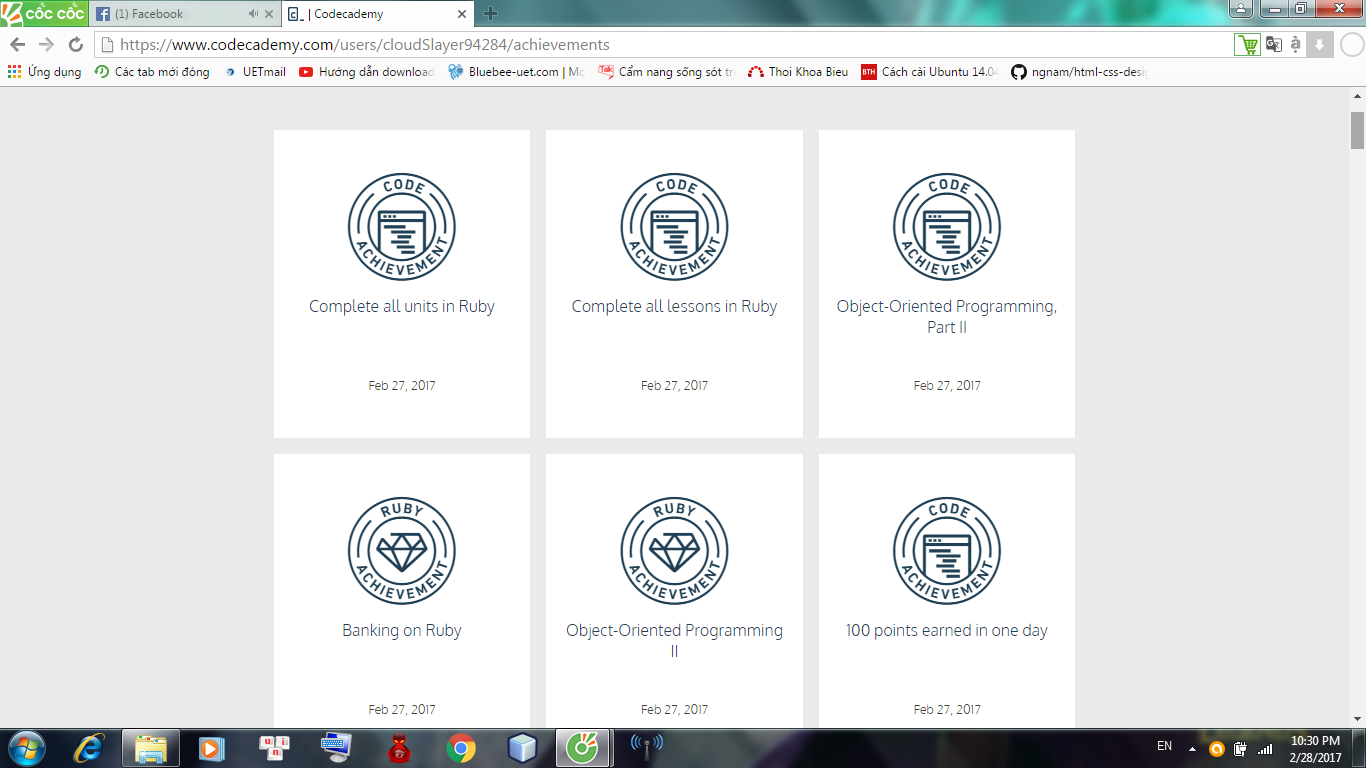 cốc cốc
(1) Facebook
| Codecademy
https://www.codecademy.com/users/cloudSlayer94284/achievements
Ứng dụng
Các tab mới đóng
UETmail
Hướng dẫn download
Bluebee-uet.com |
Cẩm nang sống sót
Thoi Khoa Bieu
BTH
Cách cài Ubuntu 14.04
ngnam/html-css-desi
CODE ACHIEVEMENT
Complete all units in Ruby
Feb 27, 2017
CODE ACHIEVEMENT
Complete all lessons in Ruby
Feb 27, 2017
CODE ACHIEVEMENT
Object-Oriented Programming,
Part II
Feb 27, 2017
RUBY ACHIEVEMENT
Banking on Ruby
Feb 27, 2017
RUBY ACHIEVEMENT
Object-Oriented Programming
II
Feb 27, 2017
CODE ACHIEVEMENT
100 points earned in one day
Feb 27, 2017
EN
10:30 PM
2/28/2017